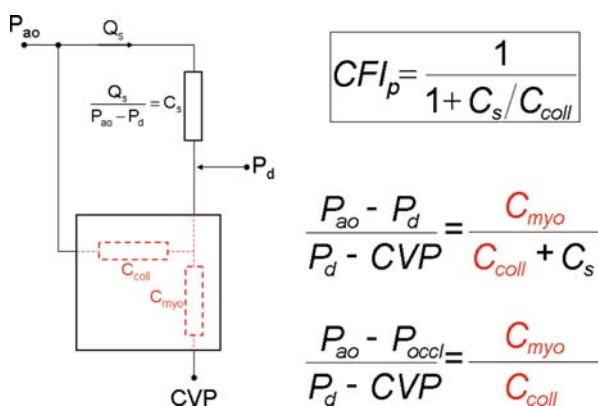 P_ao
Q_s
Q_s / (P_ao − P_d) = C_s
P_d
C_coll
C_myo
CVP
CFI_p = 1 / (1 + C_s/C_coll)
(P_ao - P_d) / (P_d - CVP) = C_myo / (C_coll + C_s)
(P_ao - P_occl) / (P_d - CVP) = C_myo / C_coll